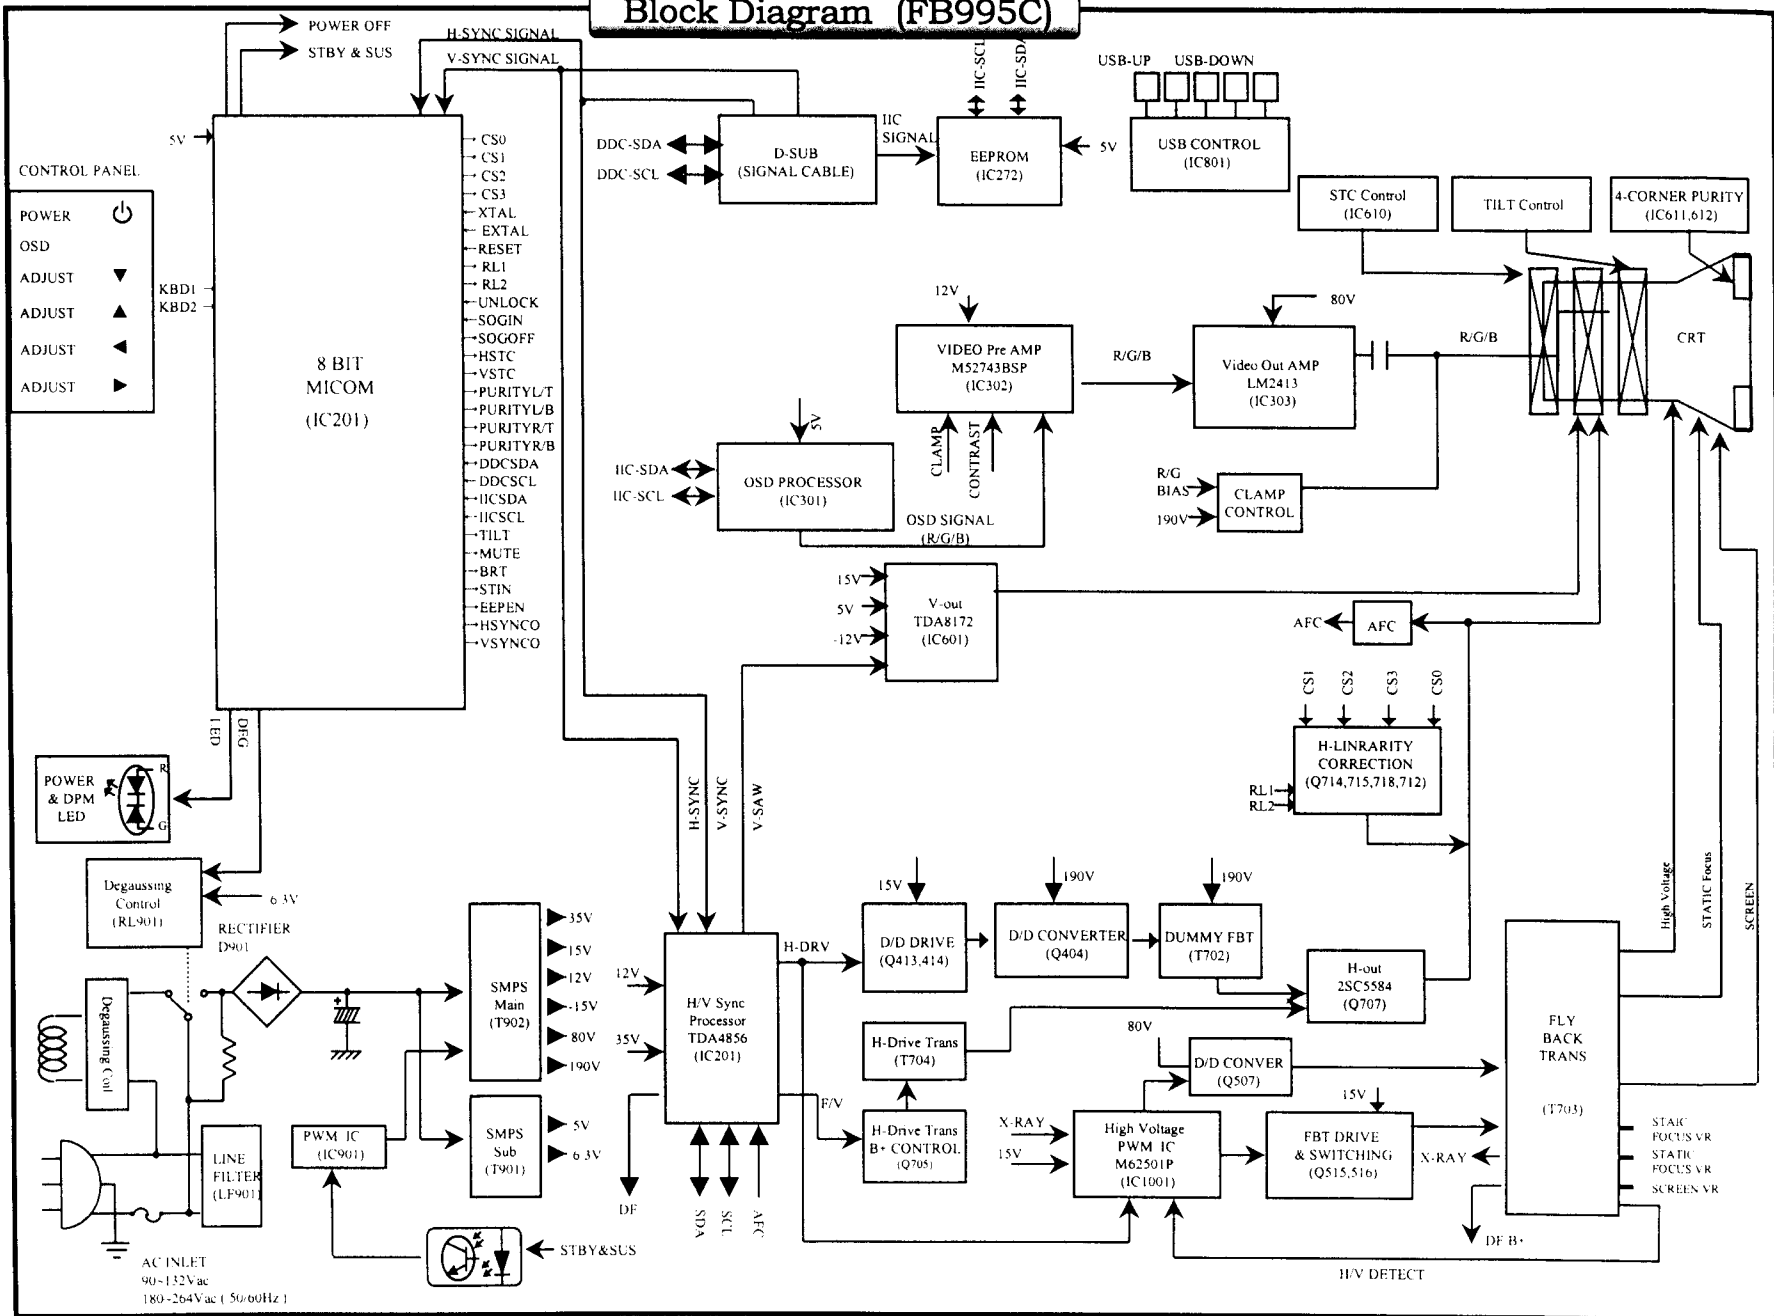 Block Diagram (FB995C)
POWER OFF
STBY & SUS
H-SYNC SIGNAL
V-SYNC SIGNAL
5V
CONTROL PANEL
POWER
OSD
ADJUST
ADJUST
ADJUST
ADJUST
KBD1
KBD2
8 BIT
MICOM
(IC201)
CS0
CS1
CS2
CS3
XTAL
EXTAL
RESET
RL1
RL2
UNLOCK
SOGIN
SOGOFF
HSTC
VSTC
PURITYL/T
PURITYL/B
PURITYR/T
PURITYR/B
DDCSDA
DDCSCL
IICSDA
IICSCL
TILT
MUTE
BRT
STIN
EEPEN
HSYNCO
VSYNCO
LED
DEG
DDC-SDA
DDC-SCL
D-SUB
(SIGNAL CABLE)
IIC
SIGNAL
IIC-SCL
IIC-SDA
EEPROM
(IC272)
5V
USB-UP
USB-DOWN
USB CONTROL
(IC801)
STC Control
(IC610)
TILT Control
4-CORNER PURITY
(IC611,612)
12V
VIDEO Pre AMP
M52743BSP
(IC302)
R/G/B
80V
Video Out AMP
LM2413
(IC303)
R/G/B
CRT
CLAMP
CONTRAST
5V
IIC-SDA
IIC-SCL
OSD PROCESSOR
(IC301)
OSD SIGNAL
(R/G/B)
R/G
BIAS
190V
CLAMP
CONTROL
15V
5V
-12V
V-out
TDA8172
(IC601)
AFC
AFC
CS1
CS2
CS3
CS0
H-LINRARITY
CORRECTION
(Q714,715,718,712)
RL1
RL2
POWER
& DPM
LED
R
G
H-SYNC
V-SYNC
V-SAW
Degaussing
Control
(RL901)
6.3V
RECTIFIER
D901
Degaussing Coil
+
SMPS
Main
(T902)
35V
15V
12V
-15V
80V
190V
SMPS
Sub
(T901)
5V
6.3V
PWM IC
(IC901)
LINE
FILTER
(LF901)
STBY&SUS
AC INLET
90~132Vac
180~264Vac ( 50/60Hz )
12V
35V
H/V Sync
Processor
TDA4856
(IC201)
DF
SDA
SCL
AFC
H-DRV
F/V
15V
D/D DRIVE
(Q413,414)
190V
D/D CONVERTER
(Q404)
190V
DUMMY FBT
(T702)
H-out
2SC5584
(Q707)
H-Drive Trans
(T704)
H-Drive Trans
B+ CONTROL
(Q705)
80V
D/D CONVER
(Q507)
X-RAY
15V
High Voltage
PWM IC
M62501P
(IC1001)
15V
FBT DRIVE
& SWITCHING
(Q515,516)
X-RAY
FLY
BACK
TRANS
(T703)
High Voltage
STATIC Focus
SCREEN
STAIC
FOCUS VR
STATIC
FOCUS VR
SCREEN VR
DF B+
H/V DETECT